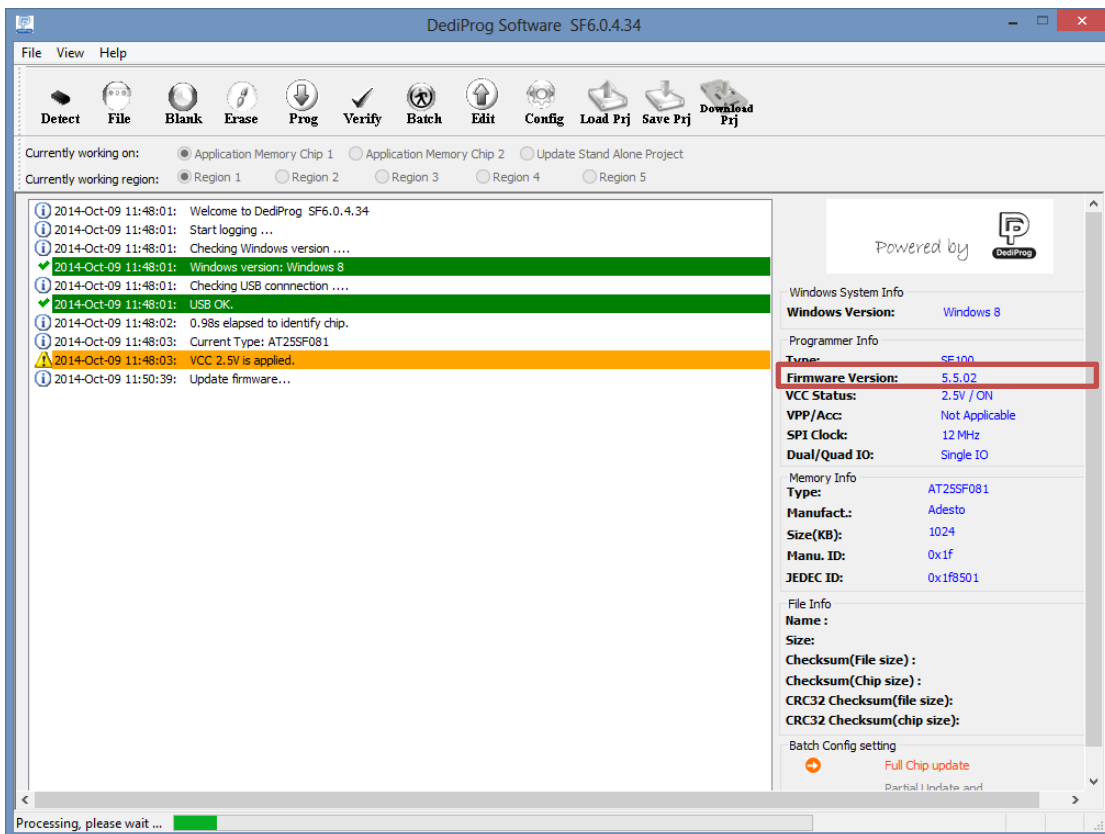 DediProg Software SF6.0.4.34
File View Help
Detect File Blank Erase Prog Verify Batch Edit Config Load Prj Save Prj Download Prj
Currently working on: Application Memory Chip 1 Application Memory Chip 2 Update Stand Alone Project
Currently working region: Region 1 Region 2 Region 3 Region 4 Region 5
2014-Oct-09 11:48:01: Welcome to DediProg SF6.0.4.34
2014-Oct-09 11:48:01: Start logging ...
2014-Oct-09 11:48:01: Checking Windows version ....
2014-Oct-09 11:48:01: Windows version: Windows 8
2014-Oct-09 11:48:01: Checking USB connnection ....
2014-Oct-09 11:48:01: USB OK.
2014-Oct-09 11:48:02: 0.98s elapsed to identify chip.
2014-Oct-09 11:48:03: Current Type: AT25SF081
2014-Oct-09 11:48:03: VCC 2.5V is applied.
2014-Oct-09 11:50:39: Update firmware...
Powered by DediProg
Windows System Info
Windows Version: Windows 8
Programmer Info
Type: SF100
Firmware Version: 5.5.02
VCC Status: 2.5V / ON
VPP/Acc: Not Applicable
SPI Clock: 12 MHz
Dual/Quad IO: Single IO
Memory Info
Type: AT25SF081
Manufact.: Adesto
Size(KB): 1024
Manu. ID: 0x1f
JEDEC ID: 0x1f8501
File Info
Name :
Size:
Checksum(File size) :
Checksum(Chip size) :
CRC32 Checksum(file size):
CRC32 Checksum(chip size):
Batch Config setting
Full Chip update
Partial Update and
Processing, please wait ...